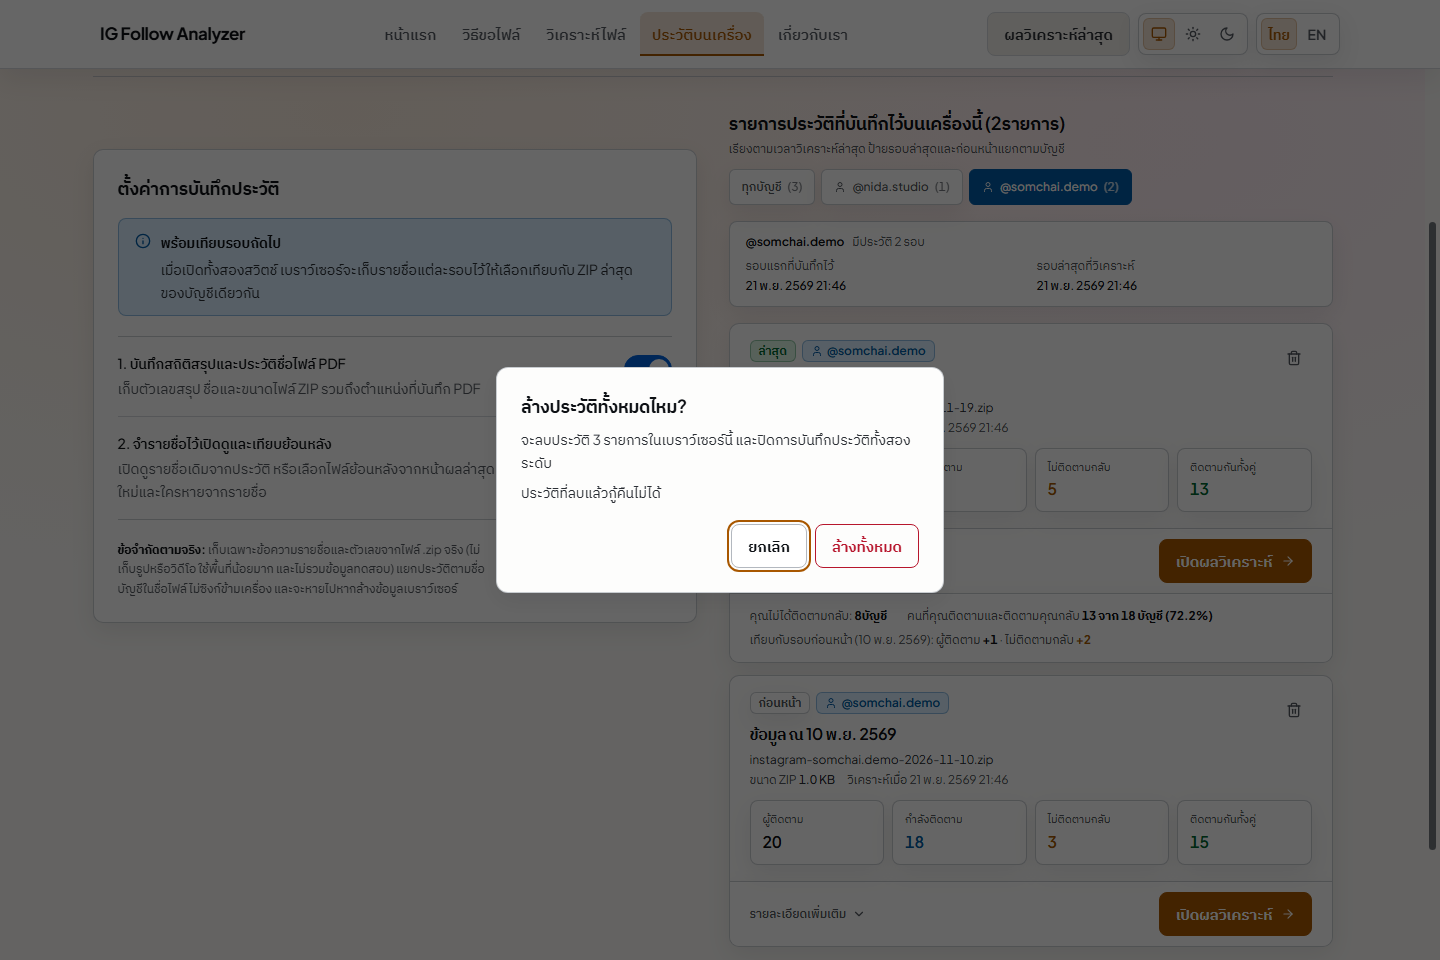 IG Follow Analyzer
หน้าแรก
วิธีขอไฟล์
วิเคราะห์ไฟล์
ประวัติบนเครื่อง
เกี่ยวกับเรา
ผลวิเคราะห์ล่าสุด
ไทย
EN
ตั้งค่าการบันทึกประวัติ
พร้อมเทียบรอบถัดไป
เมื่อเปิดทั้งสองสวิตช์ เบราว์เซอร์จะเก็บรายชื่อแต่ละรอบไว้ให้เลือกเทียบกับ ZIP ล่าสุด
ของบัญชีเดียวกัน
1. บันทึกสถิติสรุปและประวัติชื่อไฟล์ PDF
เก็บตัวเลขสรุป ชื่อและขนาดไฟล์ ZIP รวมถึงตำแหน่งที่บันทึก PDF
2. จำรายชื่อไว้เปิดดูและเทียบย้อนหลัง
เปิดดูรายชื่อเดิมจากประวัติ หรือเลือกไฟล์ย้อนหลังจากหน้าผลล่าสุด
ใหม่และใครหายจากรายชื่อ
ข้อจำกัดตามจริง: เก็บเฉพาะข้อความรายชื่อและตัวเลขจากไฟล์ .zip จริง (ไม่
เก็บรูปหรือวิดีโอ ใช้พื้นที่น้อยมาก และไม่รวมข้อมูลทดสอบ) แยกประวัติตามชื่อ
บัญชีในชื่อไฟล์ ไม่ซิงก์ข้ามเครื่อง และจะหายไปหากล้างข้อมูลเบราว์เซอร์
รายการประวัติที่บันทึกไว้บนเครื่องนี้ (2รายการ)
เรียงตามเวลาวิเคราะห์ล่าสุด ป้ายรอบล่าสุดและก่อนหน้าแยกตามบัญชี
ทุกบัญชี (3)
@nida.studio (1)
@somchai.demo (2)
@somchai.demo มีประวัติ 2 รอบ
รอบแรกที่บันทึกไว้
21 พ.ย. 2569 21:46
รอบล่าสุดที่วิเคราะห์
21 พ.ย. 2569 21:46
ล่าสุด
@somchai.demo
1-19.zip
2569 21:46
ตาม
ไม่ติดตามกลับ
5
ติดตามกันทั้งคู่
13
เปิดผลวิเคราะห์
คุณไม่ได้ติดตามกลับ: 8บัญชี คนที่คุณติดตามและติดตามคุณกลับ 13 จาก 18 บัญชี (72.2%)
เทียบกับรอบก่อนหน้า (10 พ.ย. 2569): ผู้ติดตาม +1 · ไม่ติดตามกลับ +2
ก่อนหน้า
@somchai.demo
ข้อมูล ณ 10 พ.ย. 2569
instagram-somchai.demo-2026-11-10.zip
ขนาด ZIP 1.0 KB วิเคราะห์เมื่อ 21 พ.ย. 2569 21:46
ผู้ติดตาม
20
กำลังติดตาม
18
ไม่ติดตามกลับ
3
ติดตามกันทั้งคู่
15
รายละเอียดเพิ่มเติม
เปิดผลวิเคราะห์
ล้างประวัติทั้งหมดไหม?
จะลบประวัติ 3 รายการในเบราว์เซอร์นี้ และปิดการบันทึกประวัติทั้งสอง
ระดับ
ประวัติที่ลบแล้วกู้คืนไม่ได้
ยกเลิก
ล้างทั้งหมด